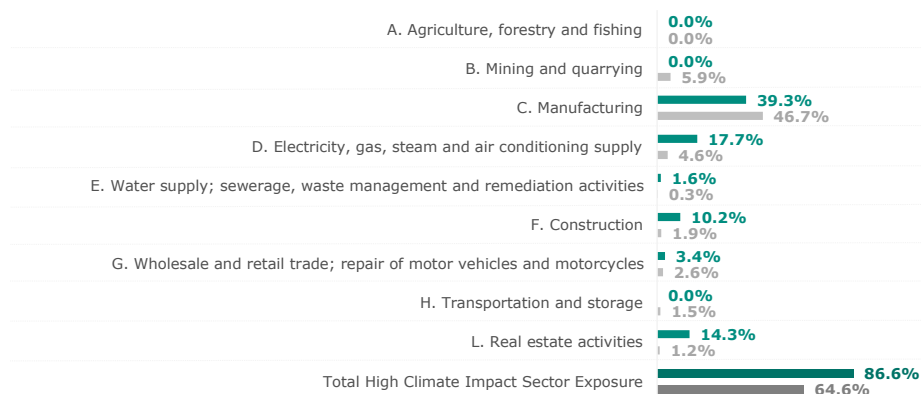 A. Agriculture, forestry and fishing
0.0%
0.0%
B. Mining and quarrying
0.0%
5.9%
C. Manufacturing
39.3%
46.7%
D. Electricity, gas, steam and air conditioning supply
17.7%
4.6%
E. Water supply; sewerage, waste management and remediation activities
1.6%
0.3%
F. Construction
10.2%
1.9%
G. Wholesale and retail trade; repair of motor vehicles and motorcycles
3.4%
2.6%
H. Transportation and storage
0.0%
1.5%
L. Real estate activities
14.3%
1.2%
Total High Climate Impact Sector Exposure
86.6%
64.6%